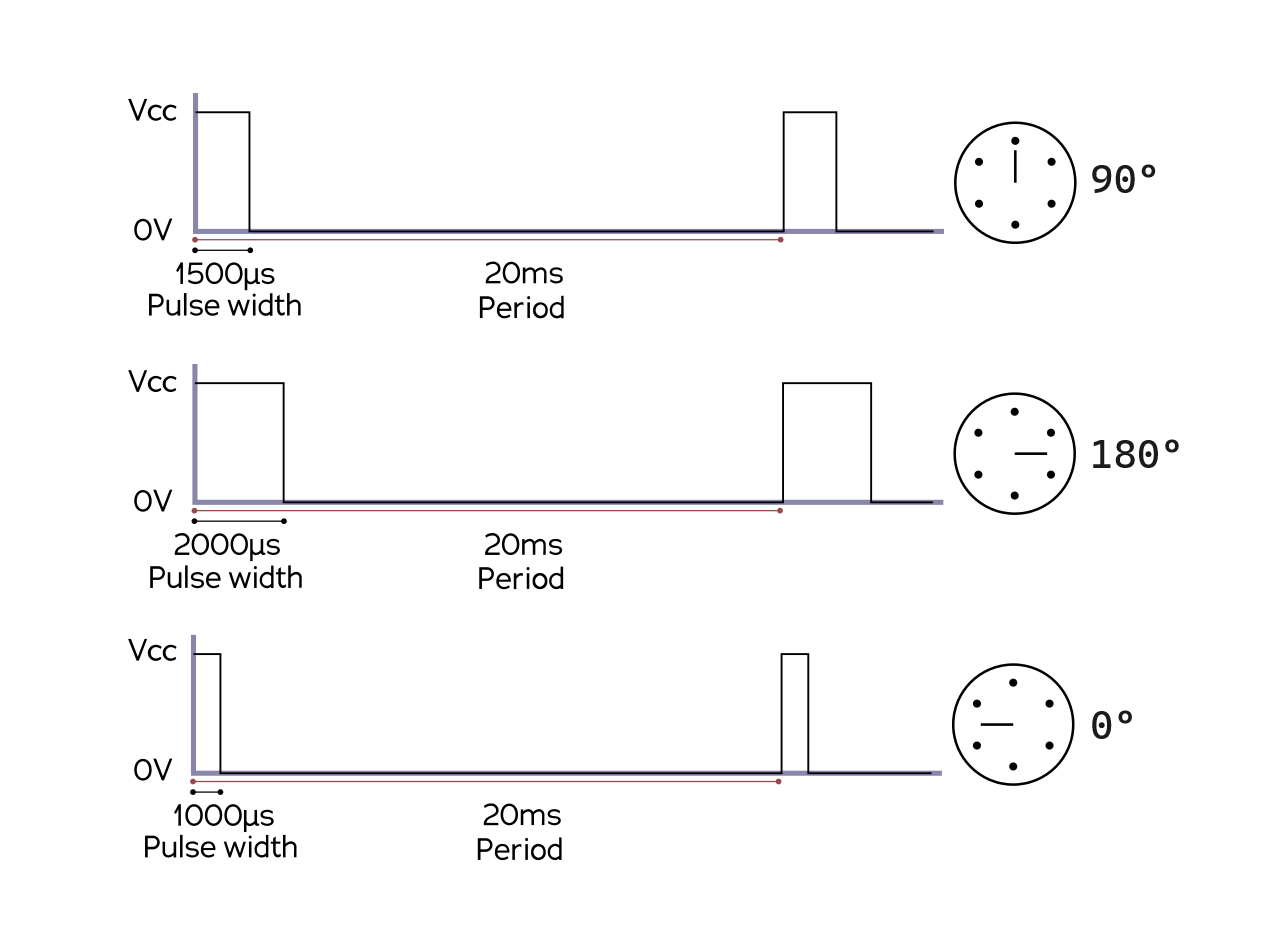 Vcc
90°
0V
1500µs
20ms
Pulse width
Period
Vcc
180°
0V
2000µs
20ms
Pulse width
Period
Vcc
0°
0V
1000µs
20ms
Pulse width
Period